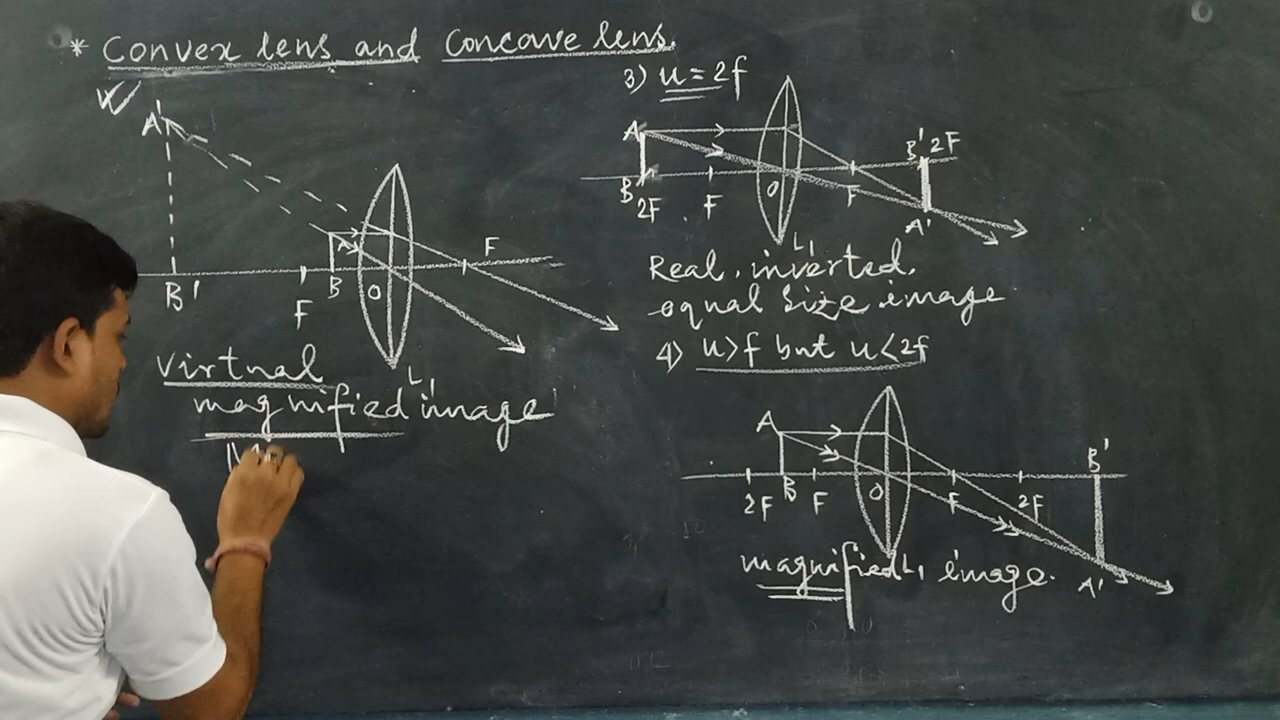 * Convex lens and Concave lens.
A'
A
B'
F
B
O
F
L1
Virtual
magnified image
3) u = 2f
A
B
2F
F
O
F
B' 2F
A'
L1
Real, inverted,
equal size image
4) u>f but u<2f
A
2F
B
F
O
F
2F
B'
A'
L1
magnified image.